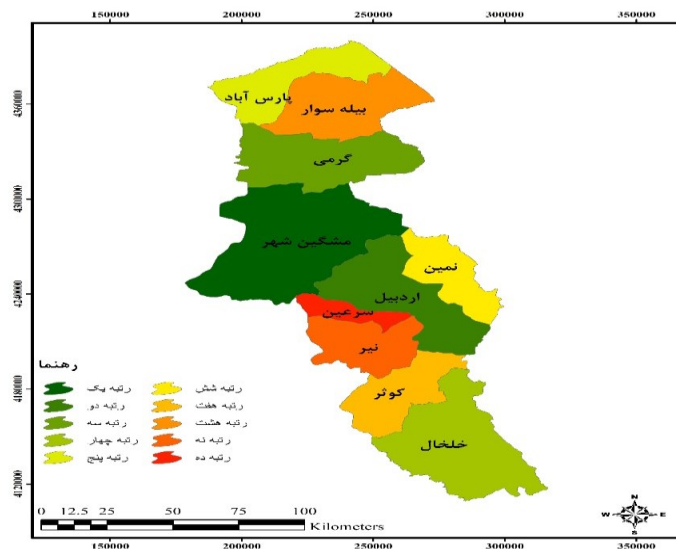 150000 200000 250000 300000 350000
4360000
4300000
4240000
4180000
4120000
پارس آباد
بیله سوار
گرمی
مشگین شهر
نمین
اردبیل
سرعین
نیر
کوثر
خلخال
رهنما
رتبه یک رتبه شش
رتبه دو رتبه هفت
رتبه سه رتبه هشت
رتبه چهار رتبه نه
رتبه پنج رتبه ده
0 12.5 25 50 75 100
Kilometers
N
W E
S
150000 200000 250000 300000 350000